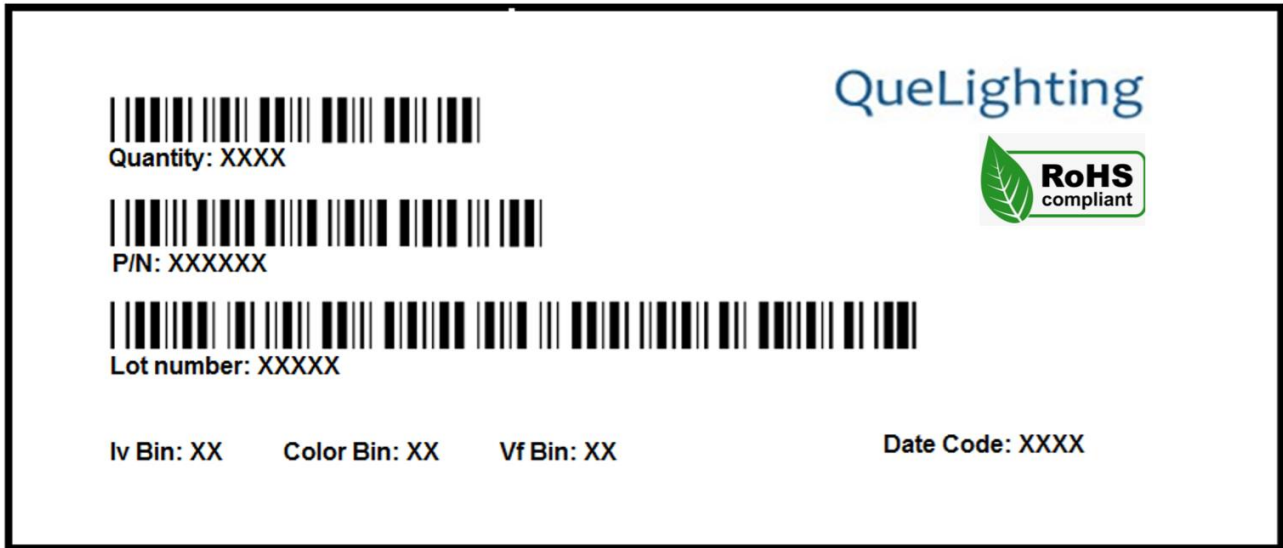 QueLighting
Quantity: XXXX
RoHS
compliant
P/N: XXXXXX
Lot number: XXXXX
Iv Bin: XX Color Bin: XX Vf Bin: XX Date Code: XXXX